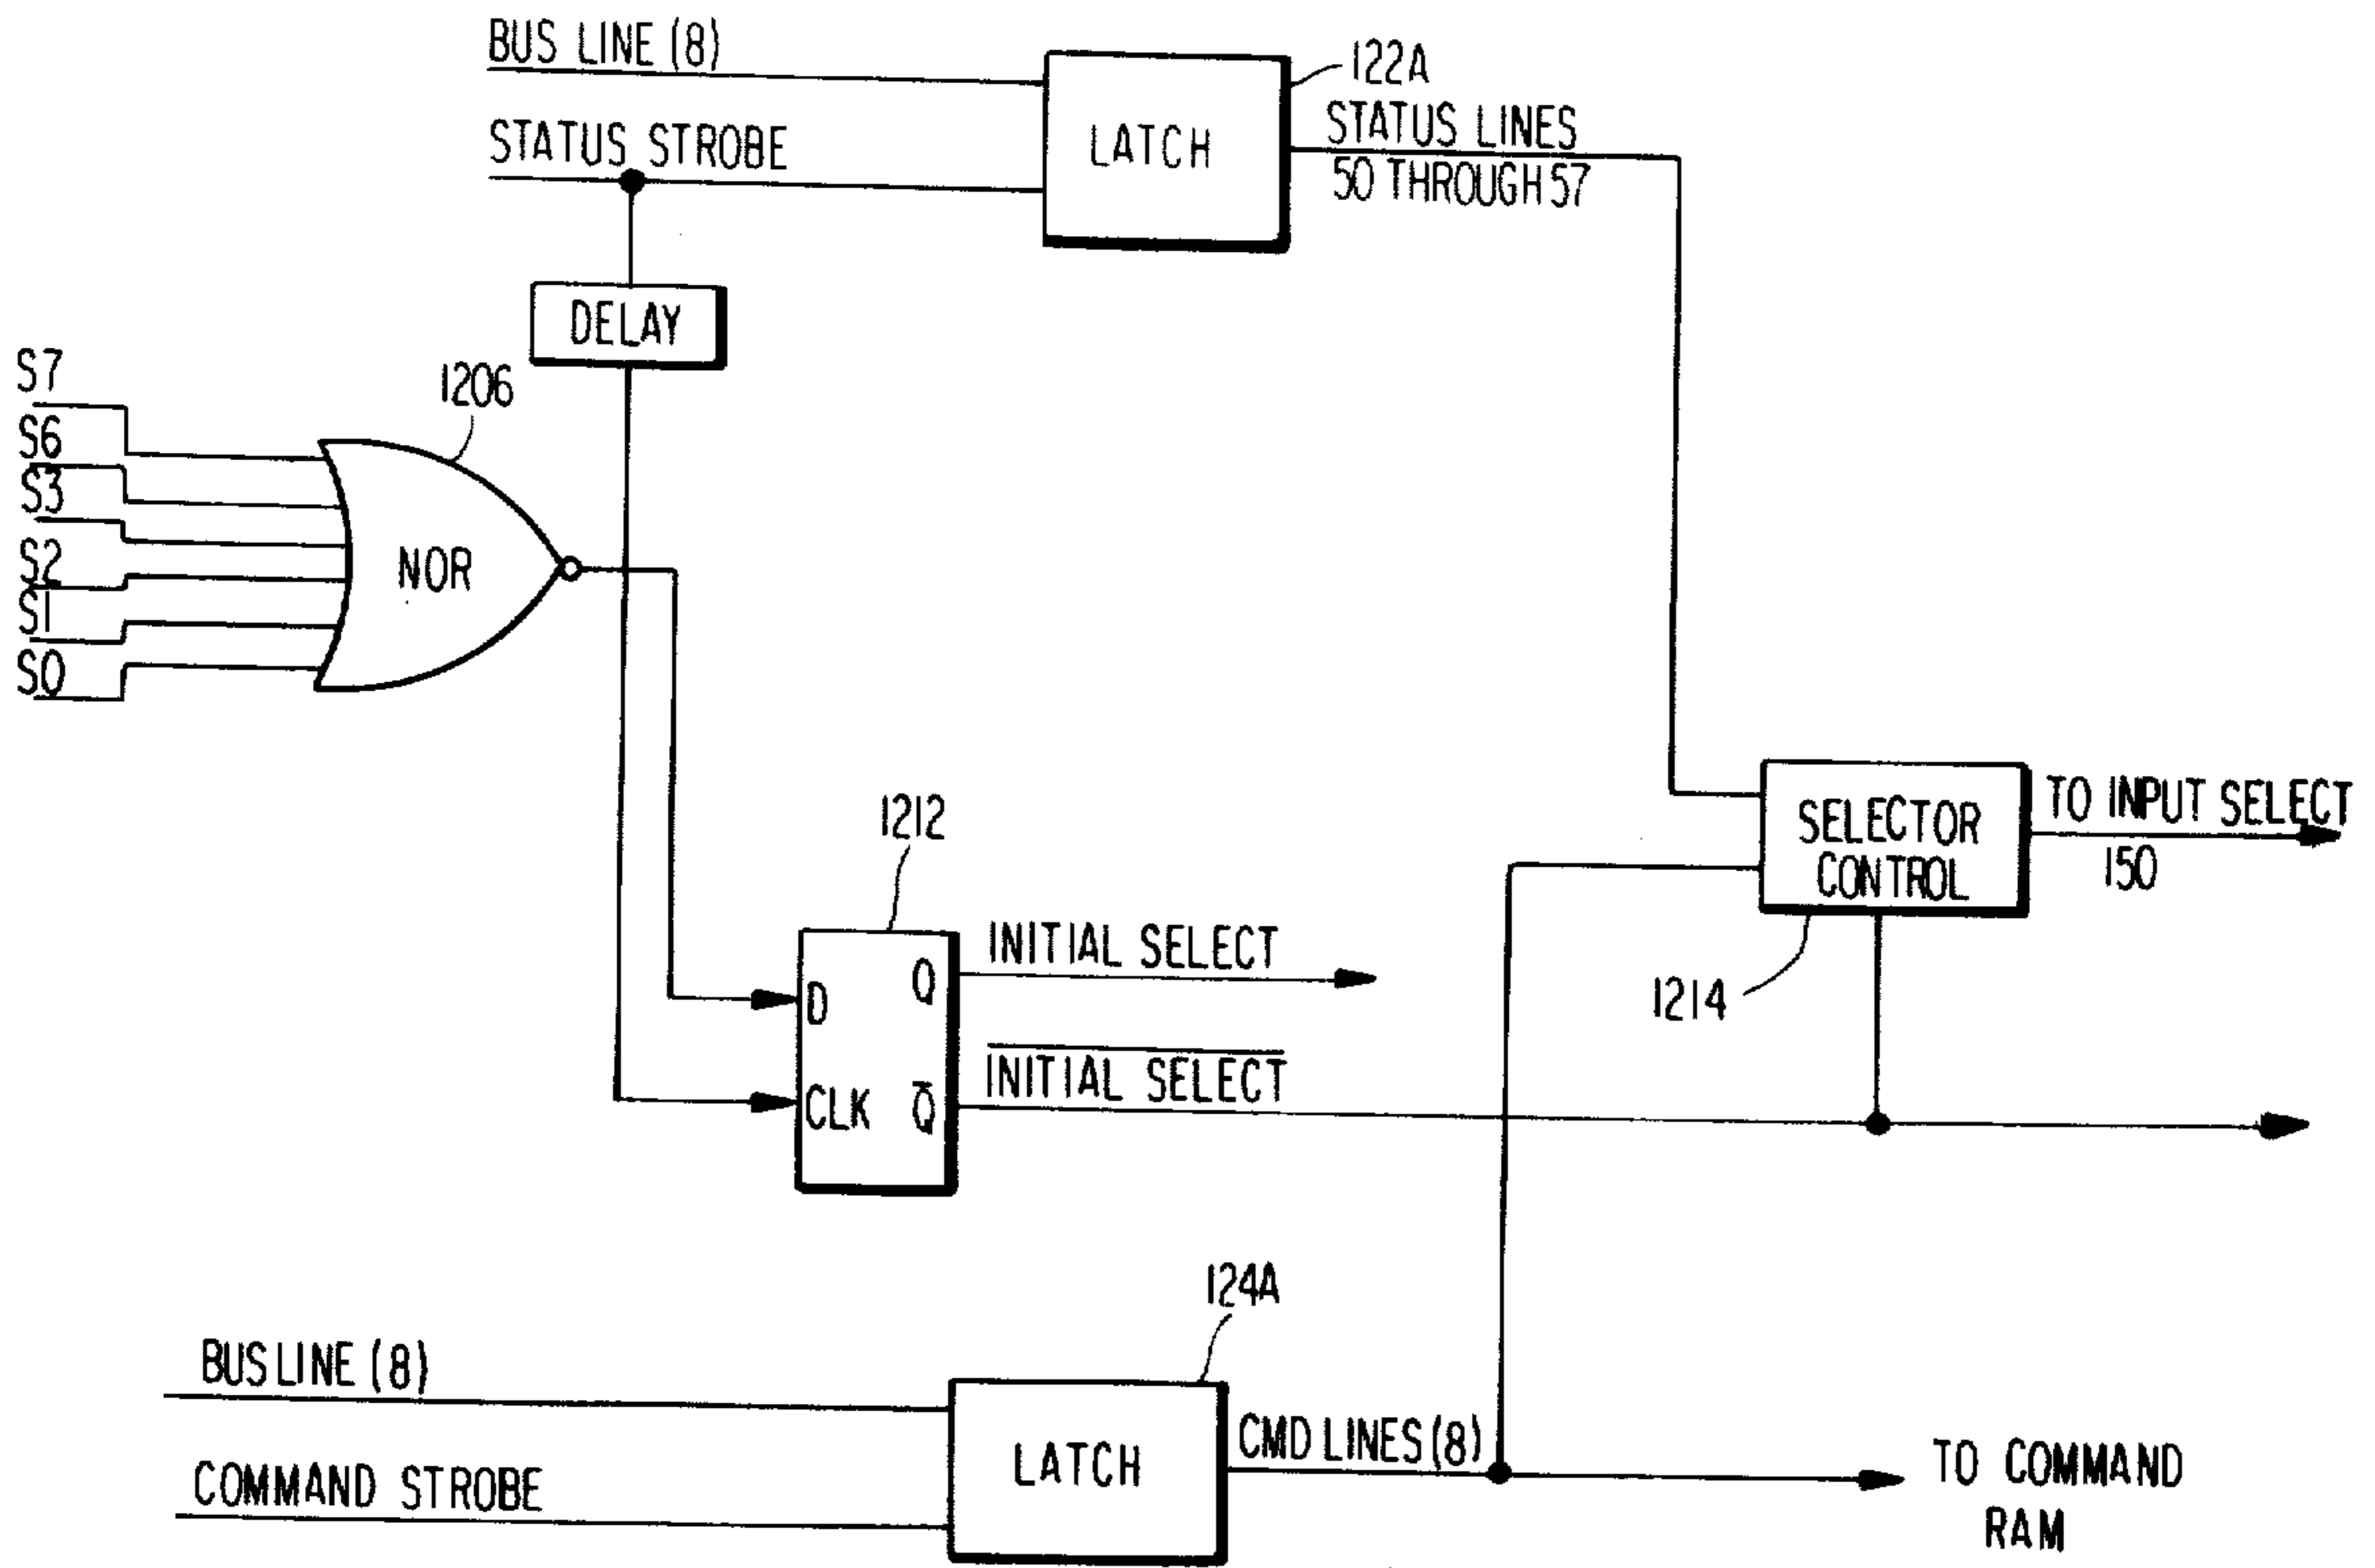 BUS LINE (8)
122A
STATUS STROBE
LATCH
STATUS LINES
50 THROUGH 57
DELAY
S7
S6
S3
S2
S1
S0
1206
NOR
1212
D
Q
CLK
Q̅
INITIAL SELECT
INITIAL SELECT
SELECTOR
CONTROL
TO INPUT SELECT
150
1214
124A
BUS LINE (8)
COMMAND STROBE
LATCH
CMD LINES (8)
TO COMMAND
RAM